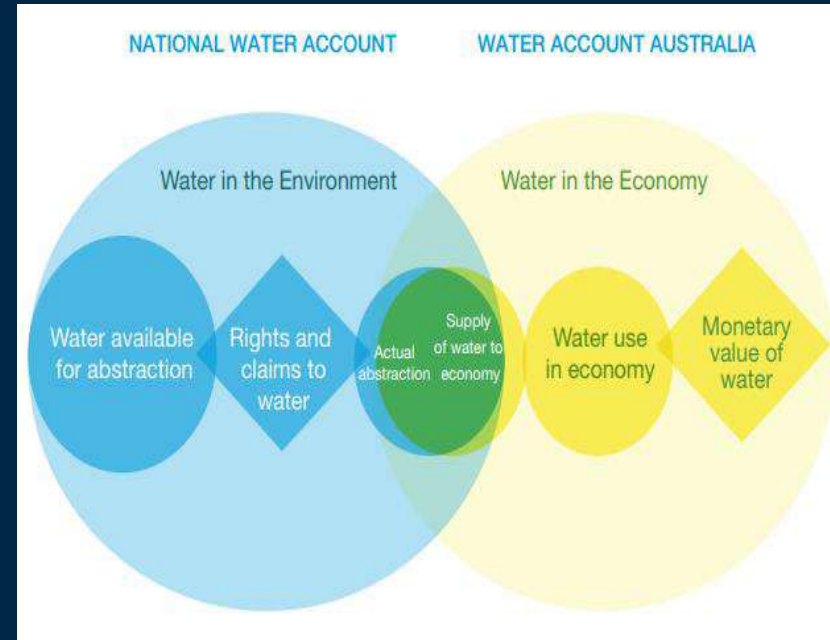 NATIONAL WATER ACCOUNT
WATER ACCOUNT AUSTRALIA
Water in the Environment
Water in the Economy
Water available
for abstraction
Rights and
claims to
water
Actual
abstraction
Supply
of water to
economy
Water use
in economy
Monetary
value of
water